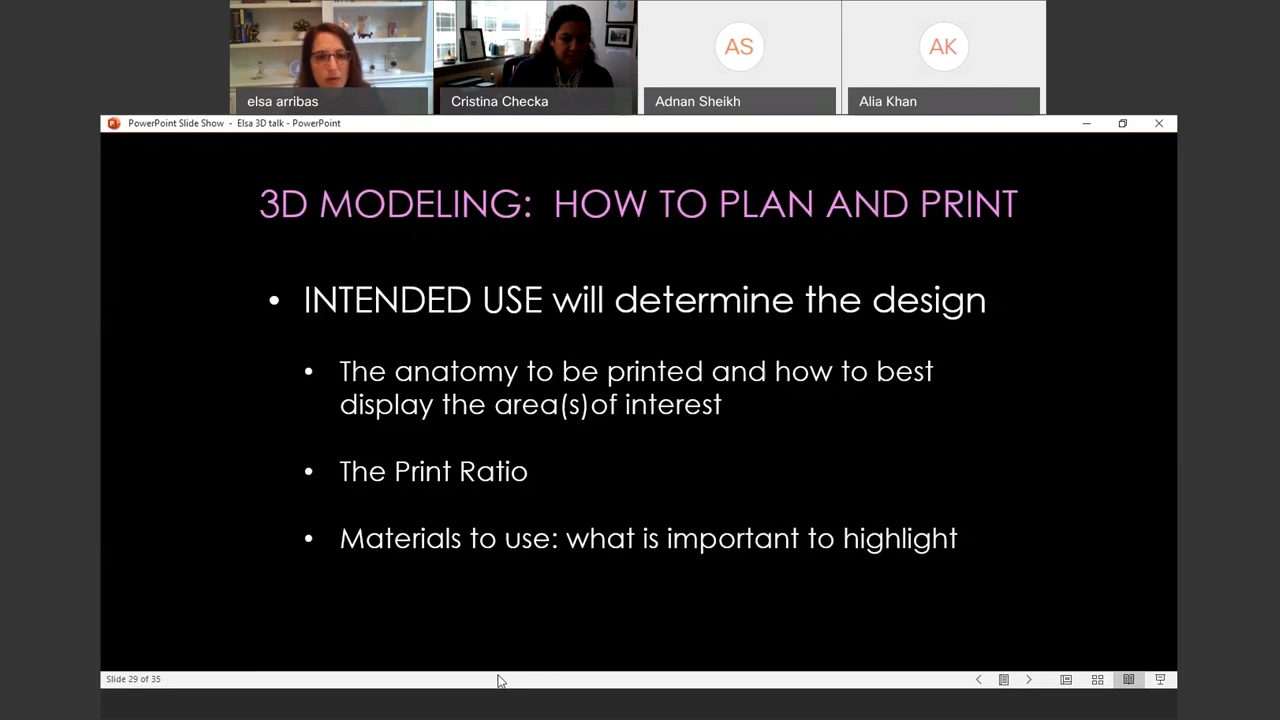 AS
AK
elsa arribas
Cristina Checka
Adnan Sheikh
Alia Khan
PowerPoint Slide Show - Elsa 3D talk - PowerPoint
3D MODELING: HOW TO PLAN AND PRINT
• INTENDED USE will determine the design
• The anatomy to be printed and how to best
display the area(s)of interest
• The Print Ratio
• Materials to use: what is important to highlight
Slide 29 of 35